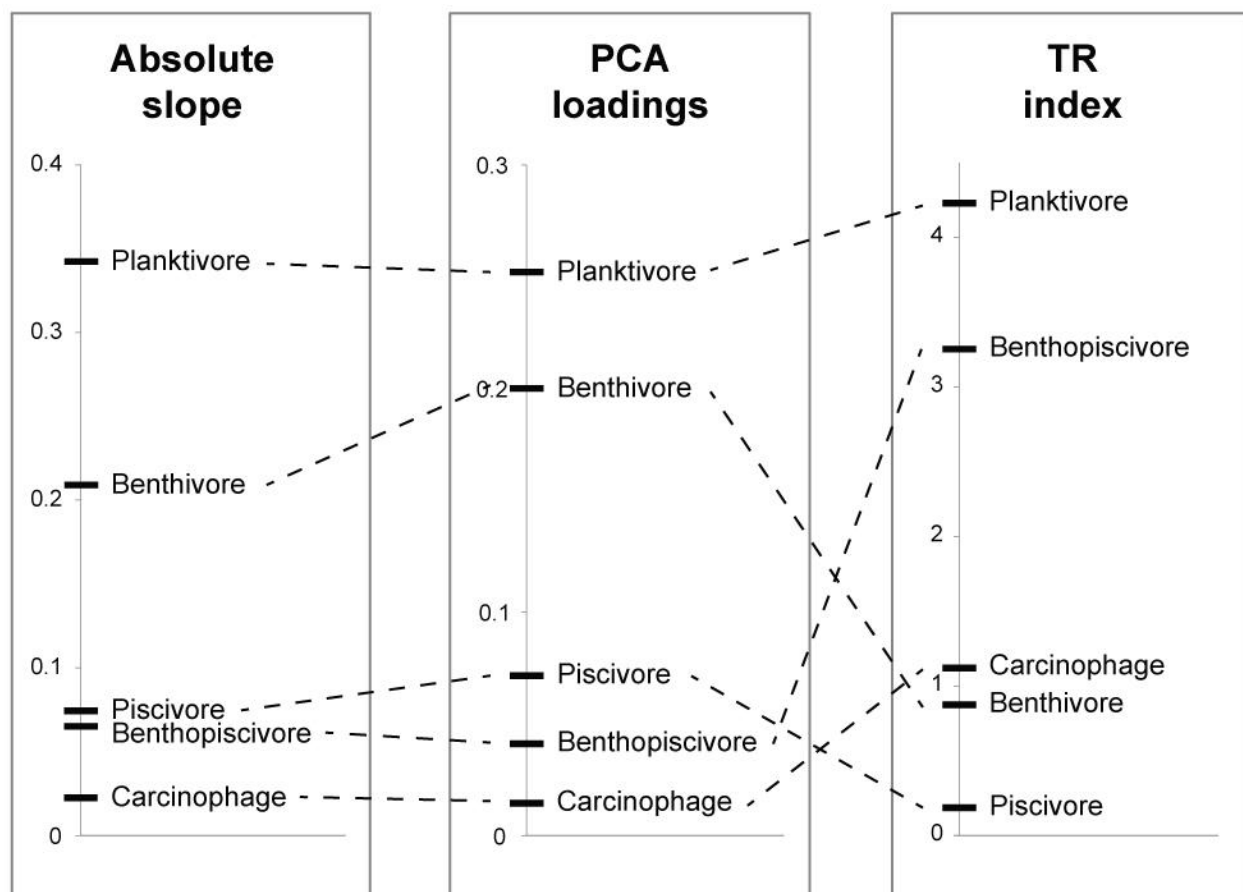 Absolute
slope
0.4
Planktivore
0.3
Benthivore
0.2
0.1
Piscivore
Benthopiscivore
Carcinophage
0
PCA
loadings
0.3
Planktivore
0.2
Benthivore
0.1
Piscivore
Benthopiscivore
Carcinophage
0
TR
index
Planktivore
4
Benthopiscivore
3
2
Carcinophage
1
Benthivore
Piscivore
0